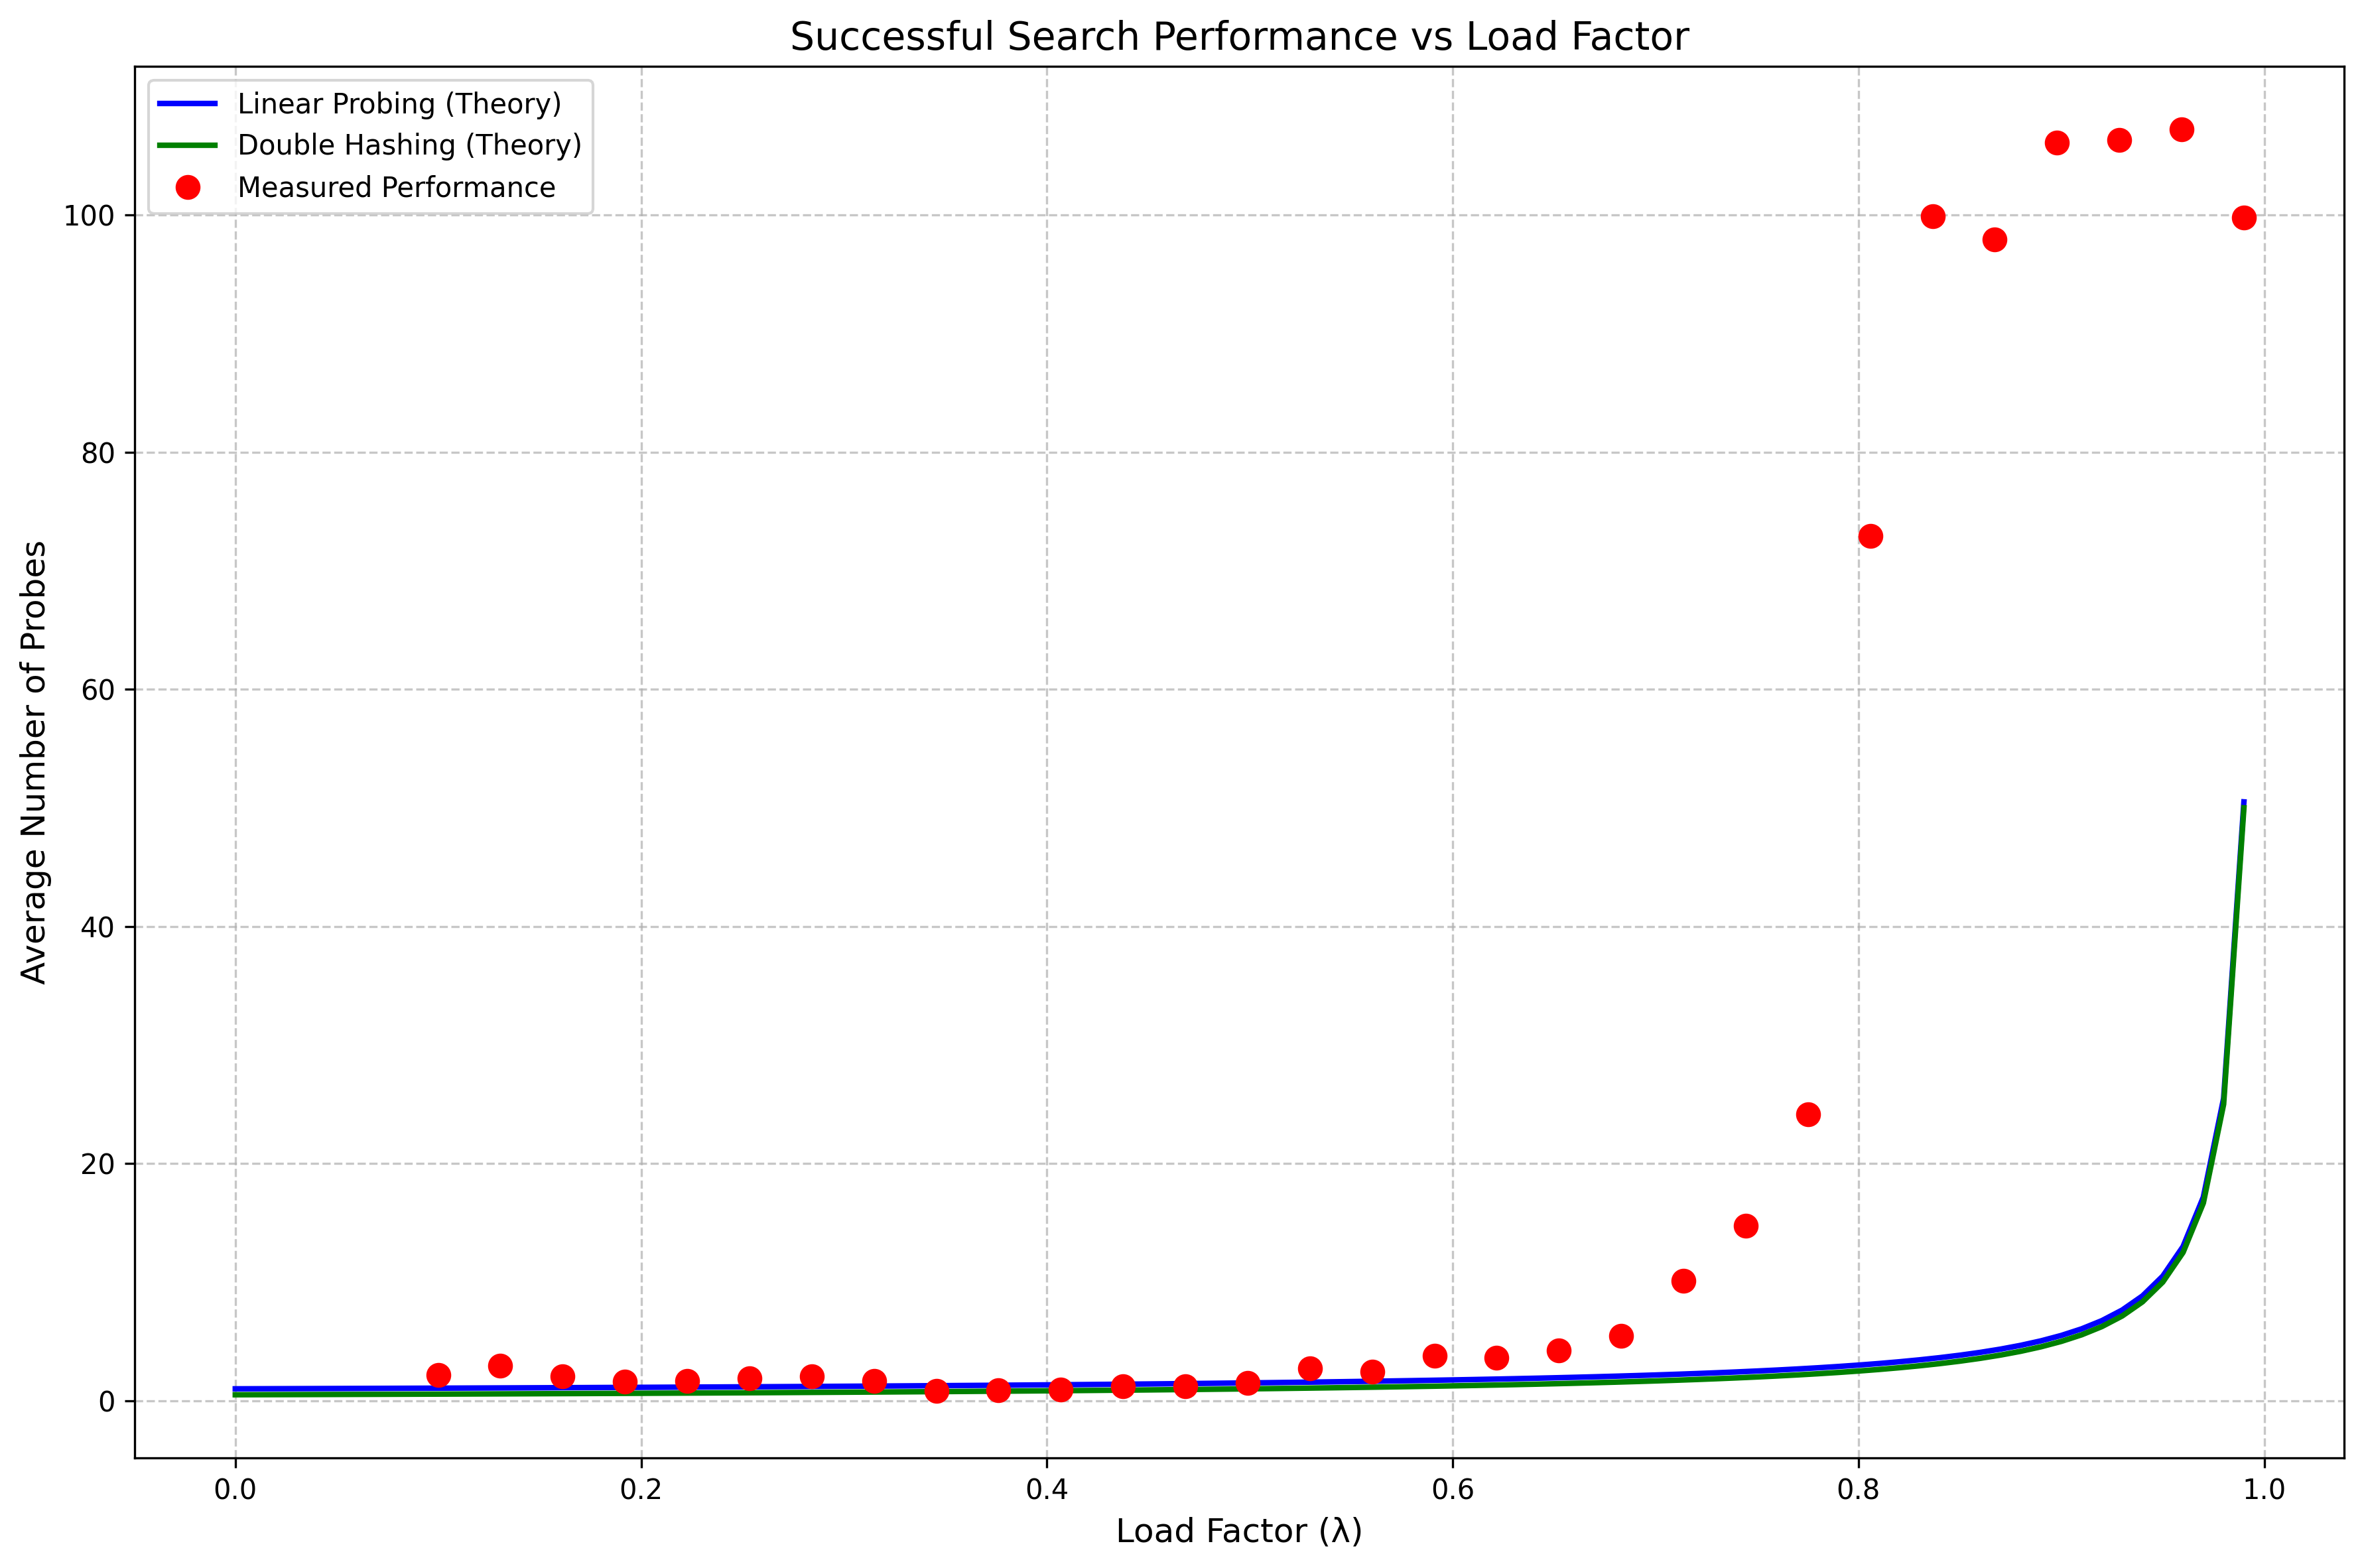 Successful Search Performance vs Load Factor
Linear Probing (Theory)
Double Hashing (Theory)
Measured Performance
Average Number of Probes
100
80
60
40
20
0
0.0 0.2 0.4 0.6 0.8 1.0
Load Factor (λ)